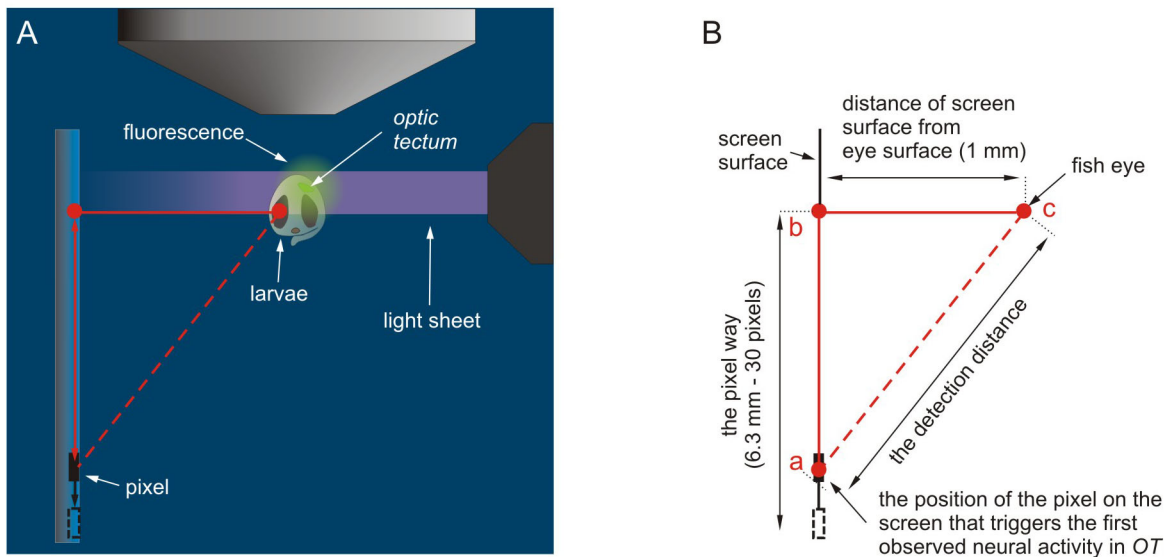 A
fluorescence
optic
tectum
larvae
light sheet
pixel
B
screen
surface
distance of screen
surface from
eye surface (1 mm)
fish eye
b
c
the pixel way
(6.3 mm - 30 pixels)
the detection distance
a
the position of the pixel on the
screen that triggers the first
observed neural activity in OT